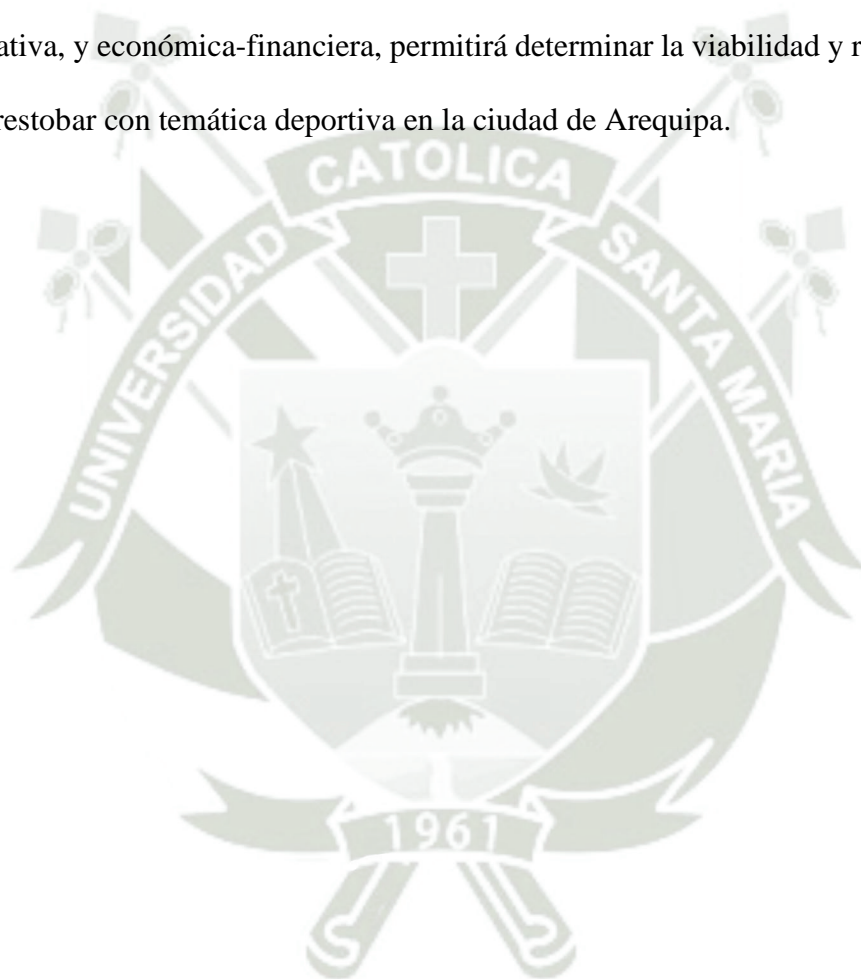 ativa, y económica-financiera, permitirá determinar la viabilidad y r
restobar con temática deportiva en la ciudad de Arequipa.
CATOLICA
UNIVERSIDAD
SANTA MARIA
1961